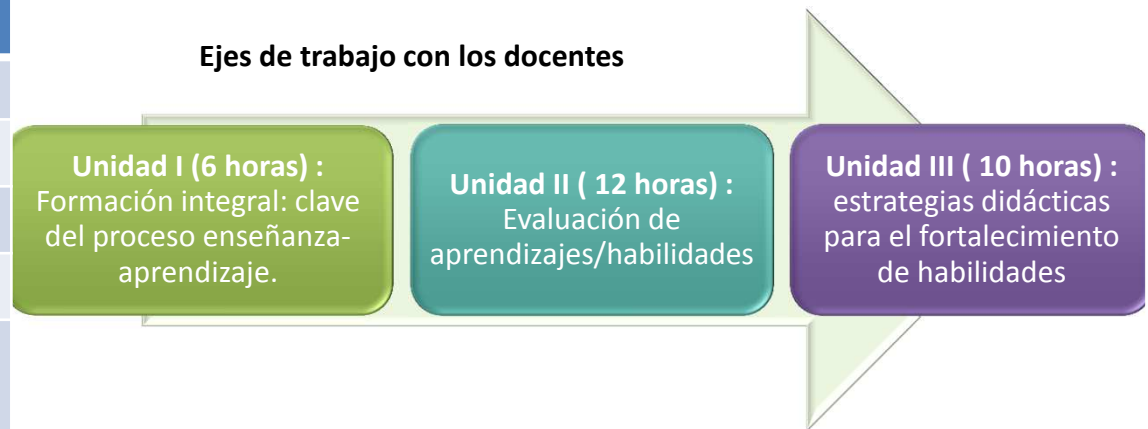 Ejes de trabajo con los docentes
Unidad I (6 horas) :
Formación integral: clave
del proceso enseñanza-
aprendizaje.
Unidad II ( 12 horas) :
Evaluación de
aprendizajes/habilidades
Unidad III ( 10 horas) :
estrategias didácticas
para el fortalecimiento
de habilidades